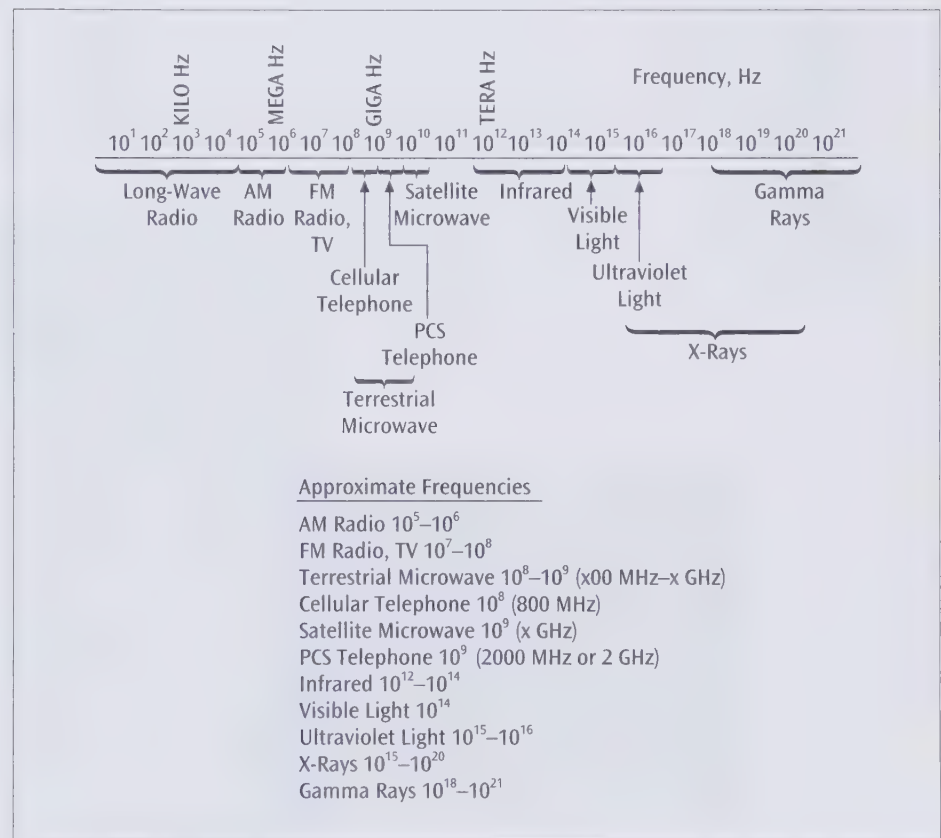 KILO Hz
MEGA Hz
GIGA Hz
TERA Hz
Frequency, Hz
10¹ 10² 10³ 10⁴ 10⁵ 10⁶ 10⁷ 10⁸ 10⁹ 10¹⁰ 10¹¹ 10¹² 10¹³ 10¹⁴ 10¹⁵ 10¹⁶ 10¹⁷ 10¹⁸ 10¹⁹ 10²⁰ 10²¹
Long-Wave
Radio
AM
Radio
FM
Radio,
TV
Cellular
Telephone
PCS
Telephone
Terrestrial
Microwave
Satellite
Microwave
Infrared
Visible
Light
Ultraviolet
Light
X-Rays
Gamma
Rays
Approximate Frequencies
AM Radio 10⁵–10⁶
FM Radio, TV 10⁷–10⁸
Terrestrial Microwave 10⁸–10⁹ (x00 MHz–x GHz)
Cellular Telephone 10⁸ (800 MHz)
Satellite Microwave 10⁹ (x GHz)
PCS Telephone 10⁹ (2000 MHz or 2 GHz)
Infrared 10¹²–10¹⁴
Visible Light 10¹⁴
Ultraviolet Light 10¹⁵–10¹⁶
X-Rays 10¹⁵–10²⁰
Gamma Rays 10¹⁸–10²¹